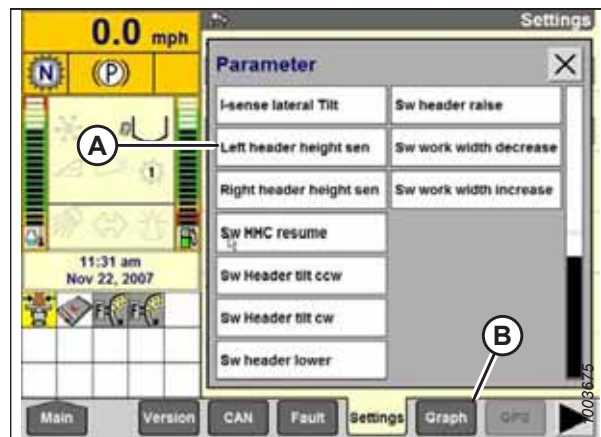 0.0 mph
Settings
N
P
Parameter
X
I-sense lateral Tilt
Sw header raise
A
Left header height sen
Sw work width decrease
1
Right header height sen
Sw work width increase
Sw HHC resume
11:31 am
Nov 22, 2007
Sw Header tilt ccw
F
F
Sw Header tilt cw
B
Sw header lower
Main
Version
CAN
Fault
Settings
Graph
GPS
1003675